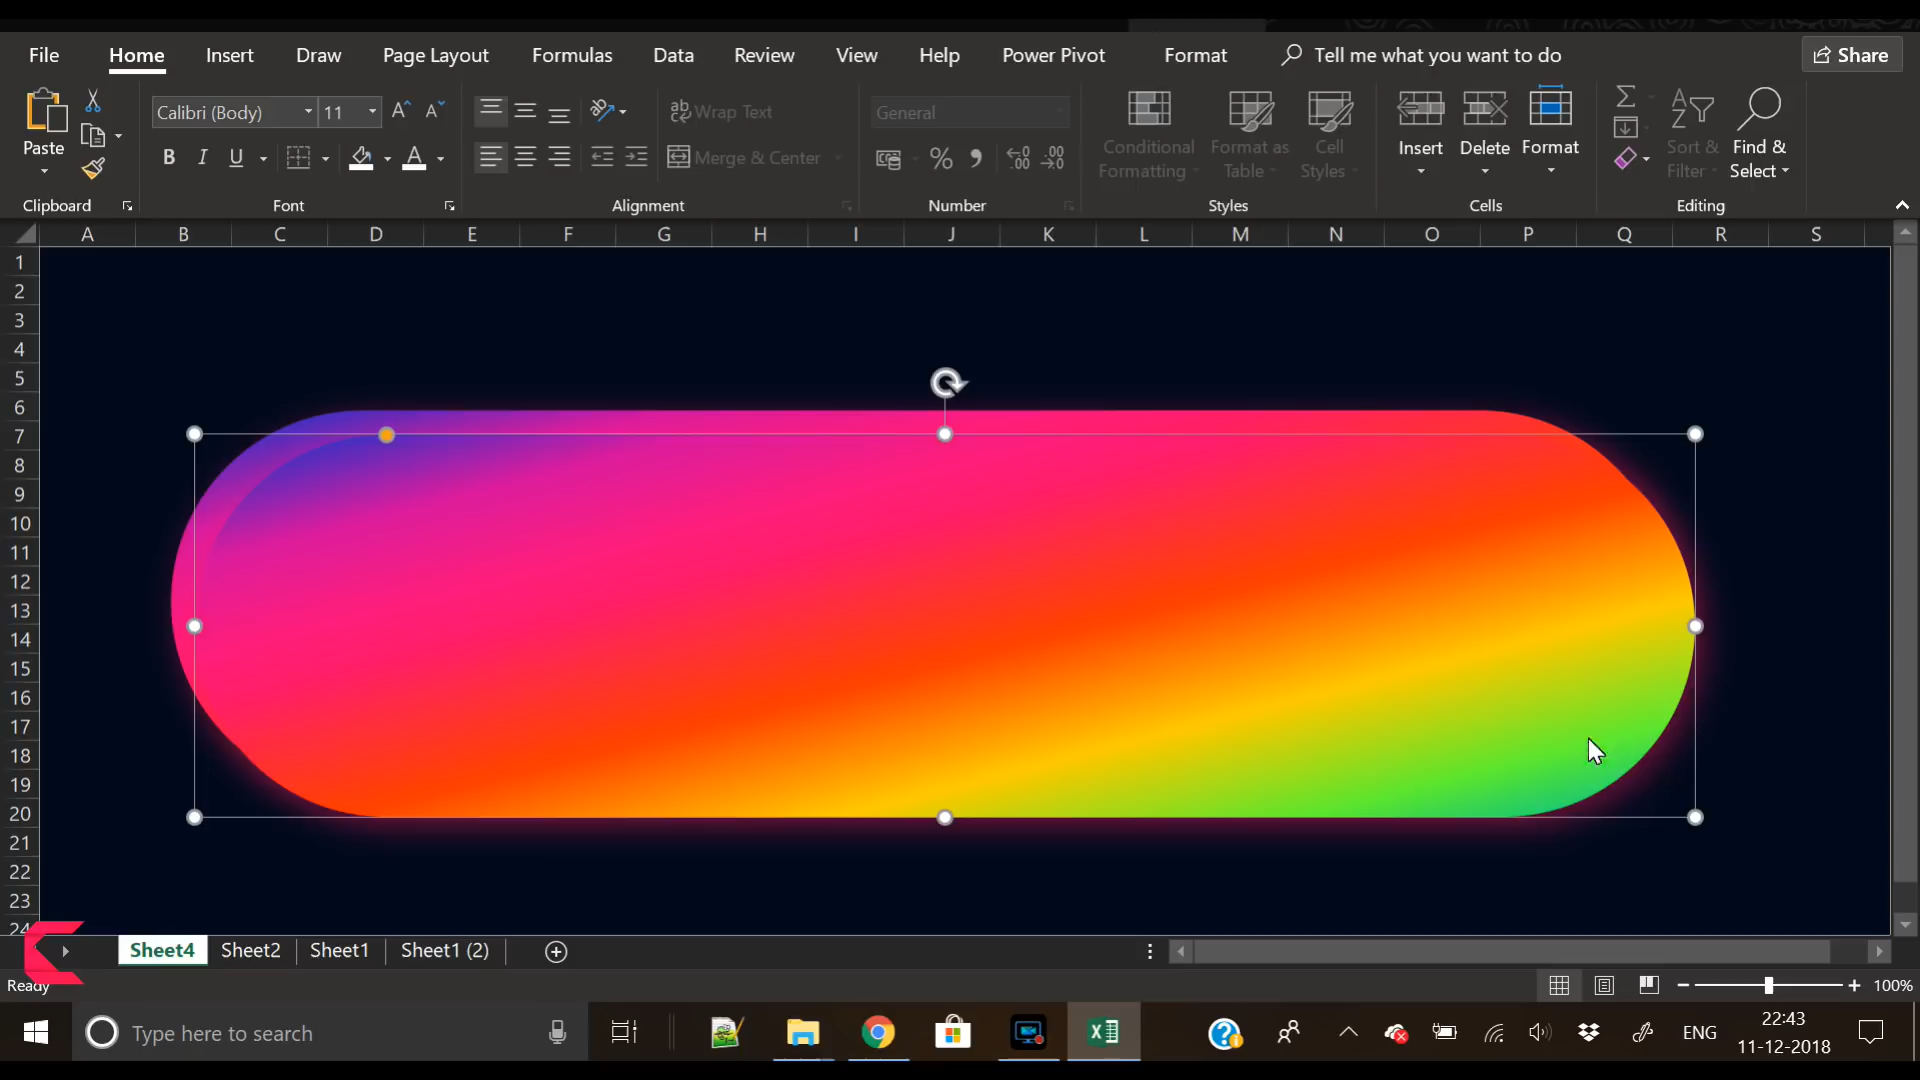 File Home Insert Draw Page Layout Formulas Data Review View Help Power Pivot Format Tell me what you want to do Share
Paste
Calibri (Body) 11
B I U
Wrap Text
Merge & Center
General
% 
Conditional Formatting
Format as Table
Cell Styles
Insert
Delete
Format
Sort & Filter
Find & Select
Clipboard Font Alignment Number Styles Cells Editing
A B C D E F G H I J K L M N O P Q R S
1
2
3
4
5
6
7
8
9
10
11
12
13
14
15
16
17
18
19
20
21
22
23
24
Sheet4 Sheet2 Sheet1 Sheet1 (2)
Ready
100%
Type here to search
ENG
22:43
11-12-2018